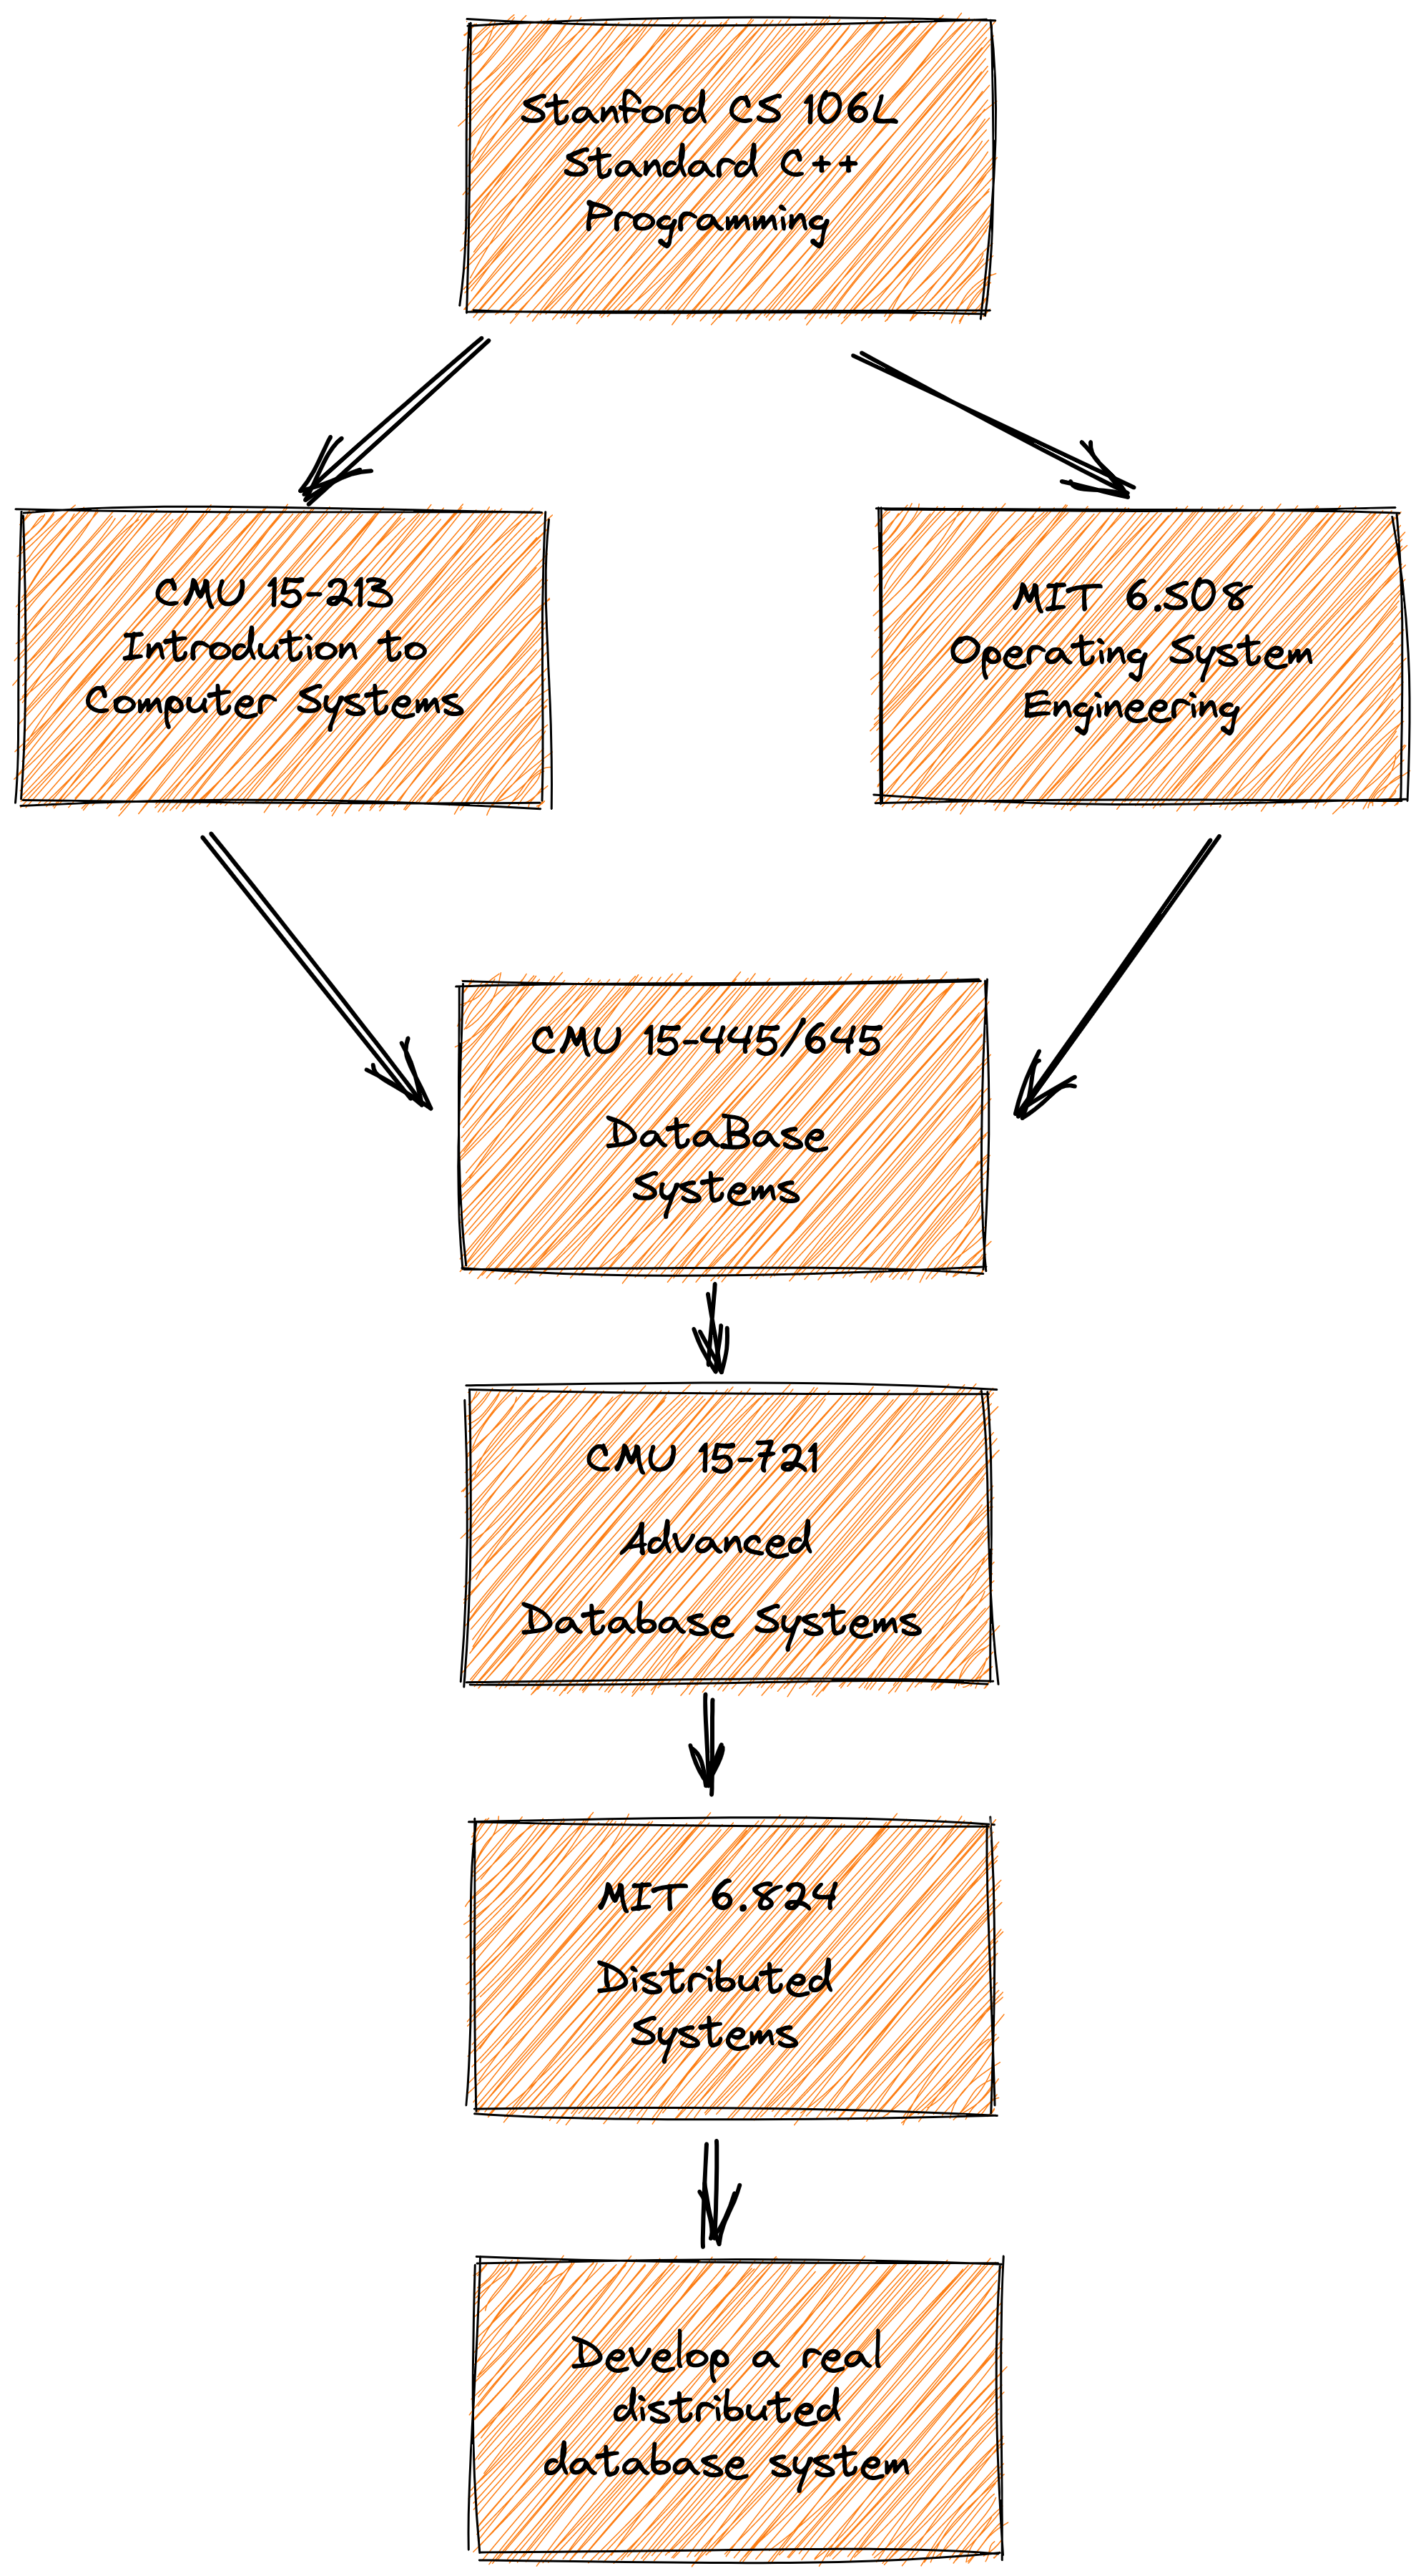 Stanford CS 106L
Standard C++
Programming
CMU 15-213
Introdution to
Computer Systems
MIT 6.S08
Operating System
Engineering
CMU 15-445/645
DataBase
Systems
CMU 15-721
Advanced
Database Systems
MIT 6.824
Distributed
Systems
Develop a real
distributed
database system